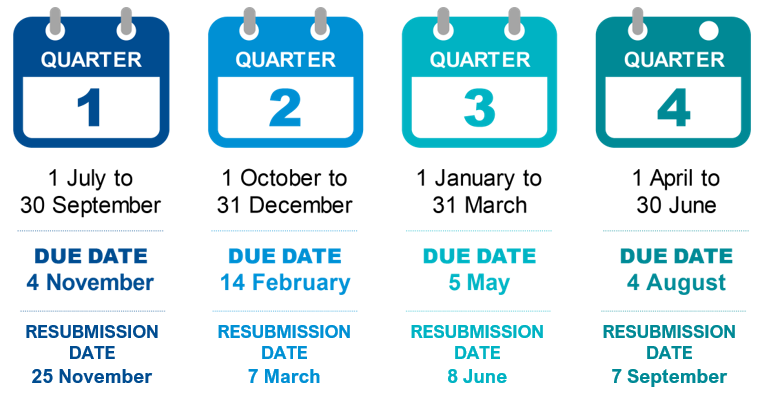 QUARTER
1
1 July to
30 September
DUE DATE
4 November
RESUBMISSION
DATE
25 November
QUARTER
2
1 October to
31 December
DUE DATE
14 February
RESUBMISSION
DATE
7 March
QUARTER
3
1 January to
31 March
DUE DATE
5 May
RESUBMISSION
DATE
8 June
QUARTER
4
1 April to
30 June
DUE DATE
4 August
RESUBMISSION
DATE
7 September